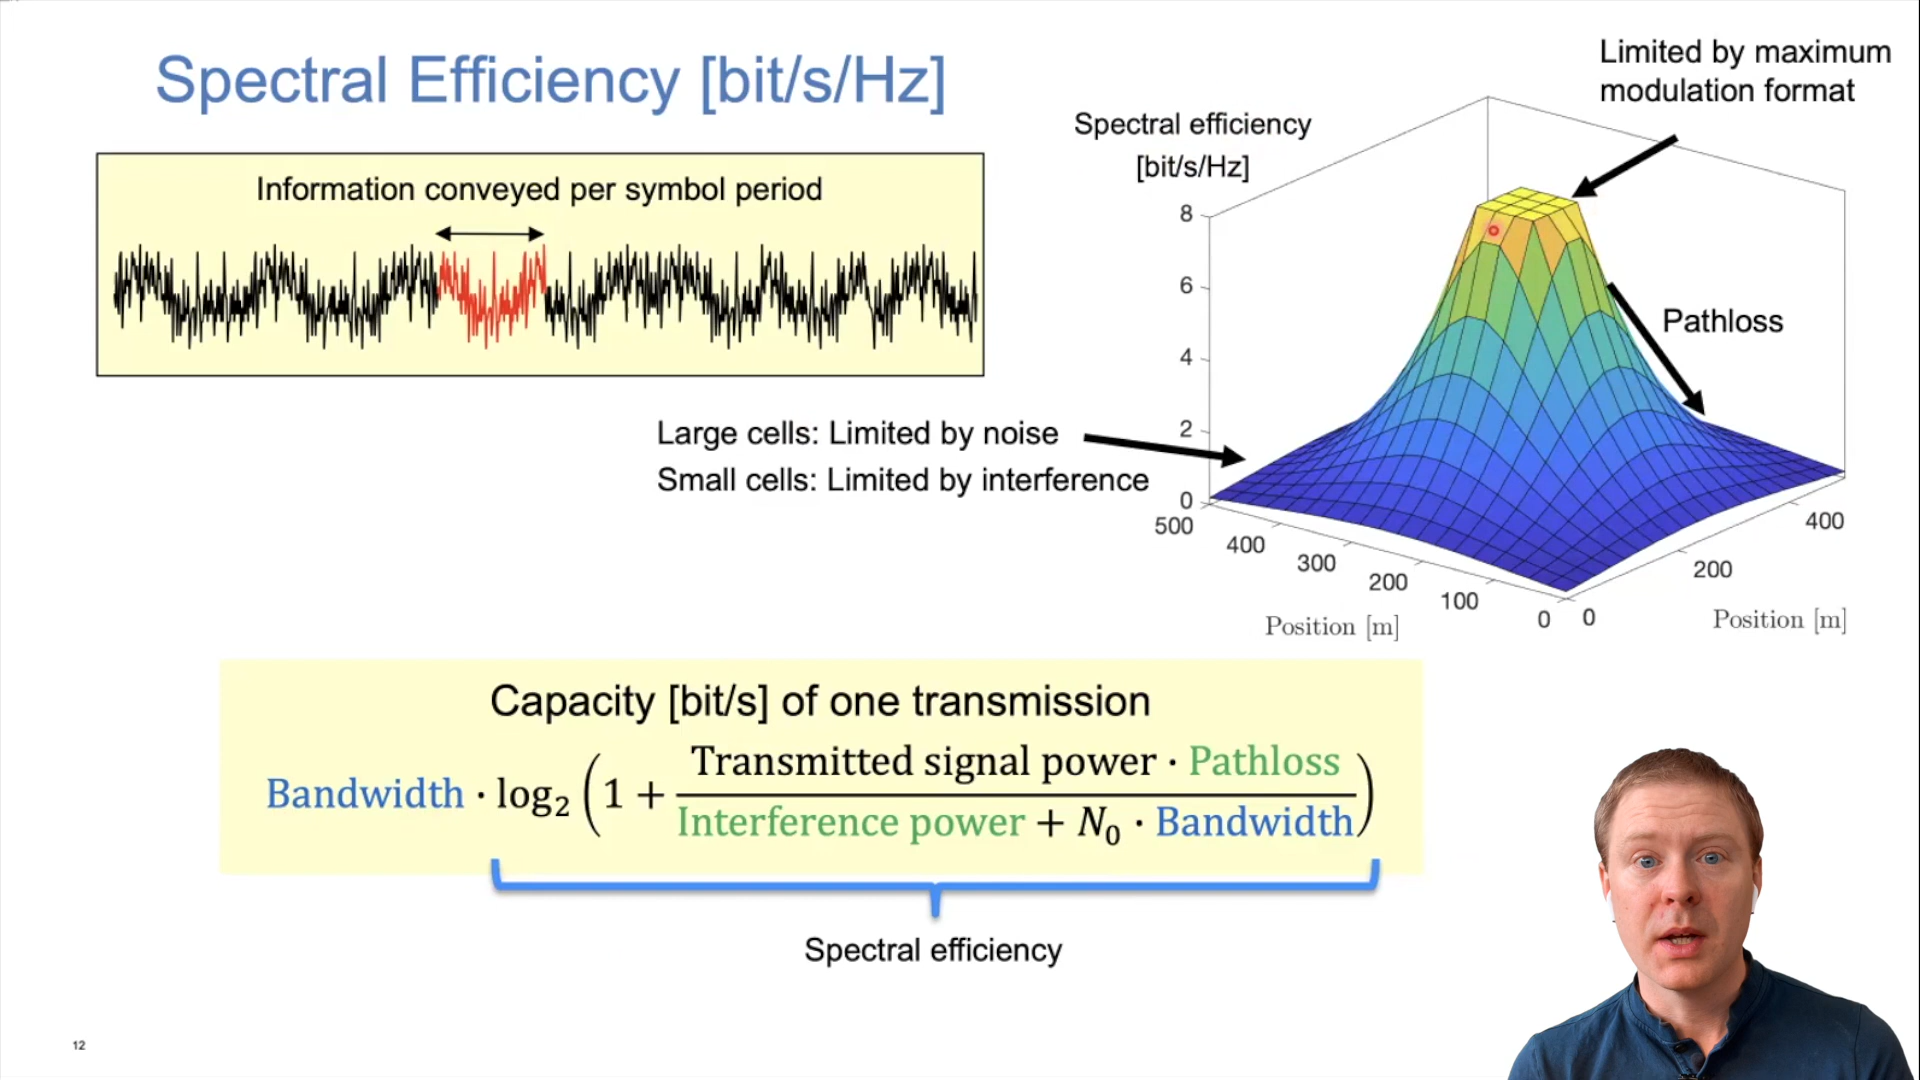 Spectral Efficiency [bit/s/Hz]
Information conveyed per symbol period
Limited by maximum
modulation format
Spectral efficiency
[bit/s/Hz]
8
6
4
2
0
500
400
300
200
100
0
0
200
400
Position [m]
Position [m]
Pathloss
Large cells: Limited by noise
Small cells: Limited by interference
Capacity [bit/s] of one transmission
Bandwidth · log₂ (1 + Transmitted signal power · Pathloss / Interference power + N₀ · Bandwidth)
Spectral efficiency
12